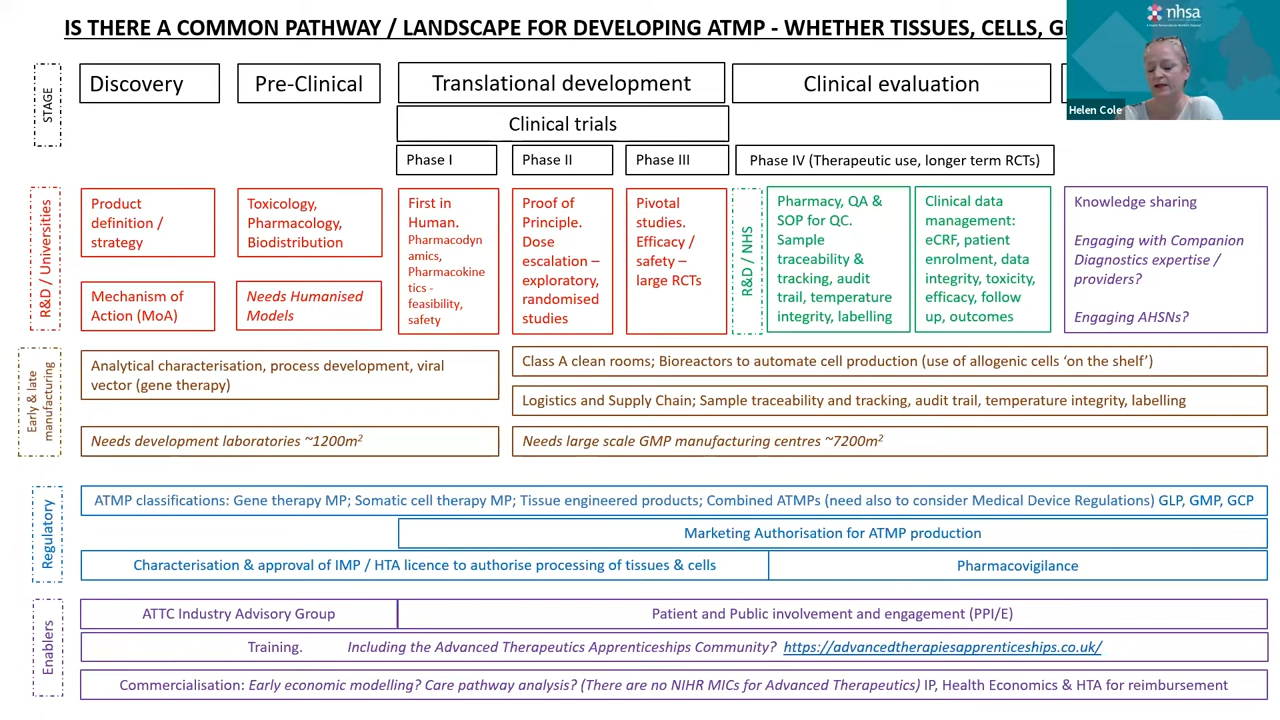 IS THERE A COMMON PATHWAY / LANDSCAPE FOR DEVELOPING ATMP - WHETHER TISSUES, CELLS,
nhsa
Helen Cole
STAGE
Discovery
Pre-Clinical
Translational development
Clinical evaluation
Clinical trials
Phase I
Phase II
Phase III
Phase IV (Therapeutic use, longer term RCTs)
R&D / Universities
Product
definition /
strategy
Mechanism of
Action (MoA)
Toxicology,
Pharmacology,
Biodistribution
Needs Humanised
Models
First in
Human.
Pharmacodyn
amics,
Pharmacokine
tics -
feasibility,
safety
Proof of
Principle.
Dose
escalation –
exploratory,
randomised
studies
Pivotal
studies.
Efficacy /
safety –
large RCTs
R&D / NHS
Pharmacy, QA &
SOP for QC.
Sample
traceability &
tracking, audit
trail, temperature
integrity, labelling
Clinical data
management:
eCRF, patient
enrolment, data
integrity, toxicity,
efficacy, follow
up, outcomes
Knowledge sharing
Engaging with Companion
Diagnostics expertise /
providers?
Engaging AHSNs?
Early & late
manufacturing
Analytical characterisation, process development, viral
vector (gene therapy)
Needs development laboratories ~1200m²
Class A clean rooms; Bioreactors to automate cell production (use of allogenic cells ‘on the shelf’)
Logistics and Supply Chain; Sample traceability and tracking, audit trail, temperature integrity, labelling
Needs large scale GMP manufacturing centres ~7200m²
Regulatory
ATMP classifications: Gene therapy MP; Somatic cell therapy MP; Tissue engineered products; Combined ATMPs (need also to consider Medical Device Regulations) GLP, GMP, GCP
Marketing Authorisation for ATMP production
Characterisation & approval of IMP / HTA licence to authorise processing of tissues & cells
Pharmacovigilance
Enablers
ATTC Industry Advisory Group
Patient and Public involvement and engagement (PPI/E)
Training. Including the Advanced Therapeutics Apprenticeships Community? https://advancedtherapiesapprenticeships.co.uk/
Commercialisation: Early economic modelling? Care pathway analysis? (There are no NIHR MICs for Advanced Therapeutics) IP, Health Economics & HTA for reimbursement